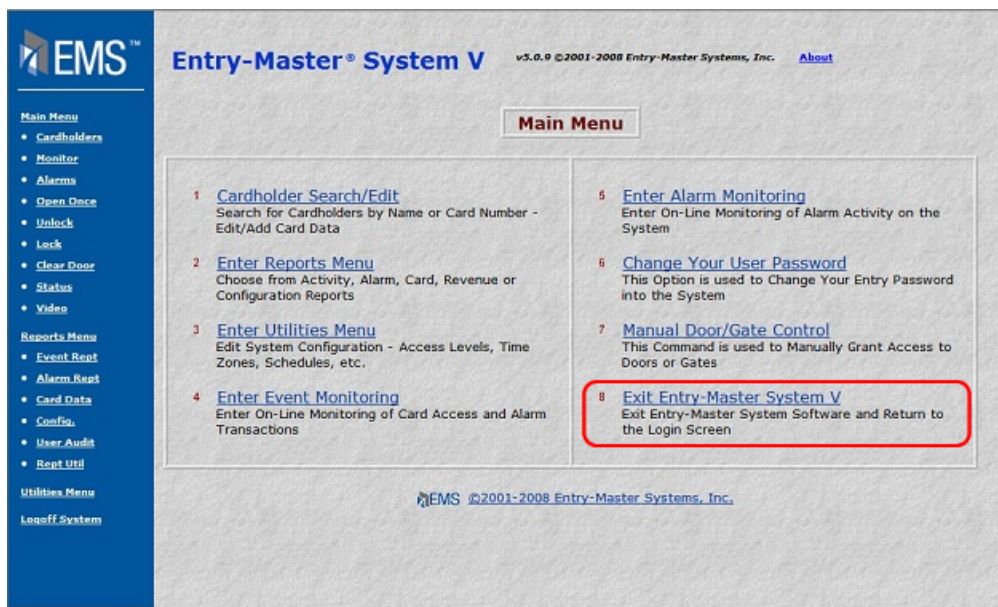 EMS™
Entry-Master® System V v5.0.9 ©2001-2008 Entry-Master Systems, Inc. About
Main Menu
Main Menu
• Cardholders
• Monitor
• Alarms
• Open Once
• Unlock
• Lock
• Clear Door
• Status
• Video
Reports Menu
• Event Rept
• Alarm Rept
• Card Data
• Config.
• User Audit
• Rept Util
Utilities Menu
Logoff System
1 Cardholder Search/Edit
Search for Cardholders by Name or Card Number -
Edit/Add Card Data
2 Enter Reports Menu
Choose from Activity, Alarm, Card, Revenue or
Configuration Reports
3 Enter Utilities Menu
Edit System Configuration - Access Levels, Time
Zones, Schedules, etc.
4 Enter Event Monitoring
Enter On-Line Monitoring of Card Access and Alarm
Transactions
5 Enter Alarm Monitoring
Enter On-Line Monitoring of Alarm Activity on the
System
6 Change Your User Password
This Option is used to Change Your Entry Password
into the System
7 Manual Door/Gate Control
This Command is used to Manually Grant Access to
Doors or Gates
8 Exit Entry-Master System V
Exit Entry-Master System Software and Return to
the Login Screen
EMS ©2001-2008 Entry-Master Systems, Inc.